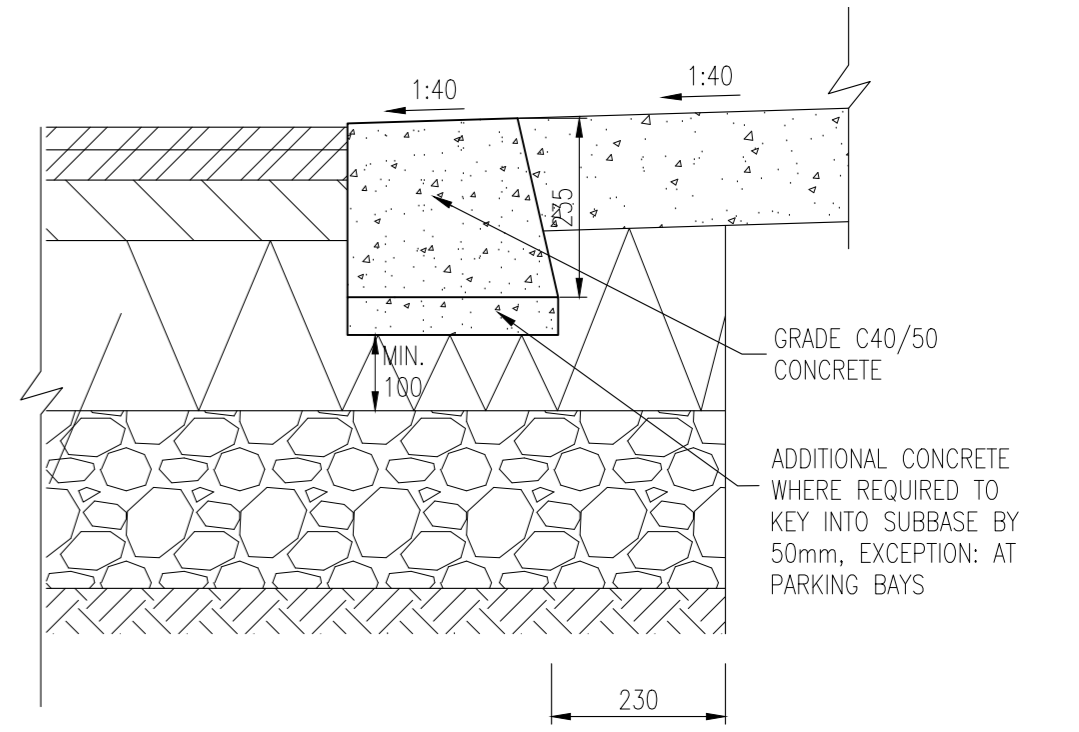 1:40
1:40
235
GRADE C40/50
CONCRETE
MIN.
100
ADDITIONAL CONCRETE
WHERE REQUIRED TO
KEY INTO SUBBASE BY
50mm, EXCEPTION: AT
PARKING BAYS
230